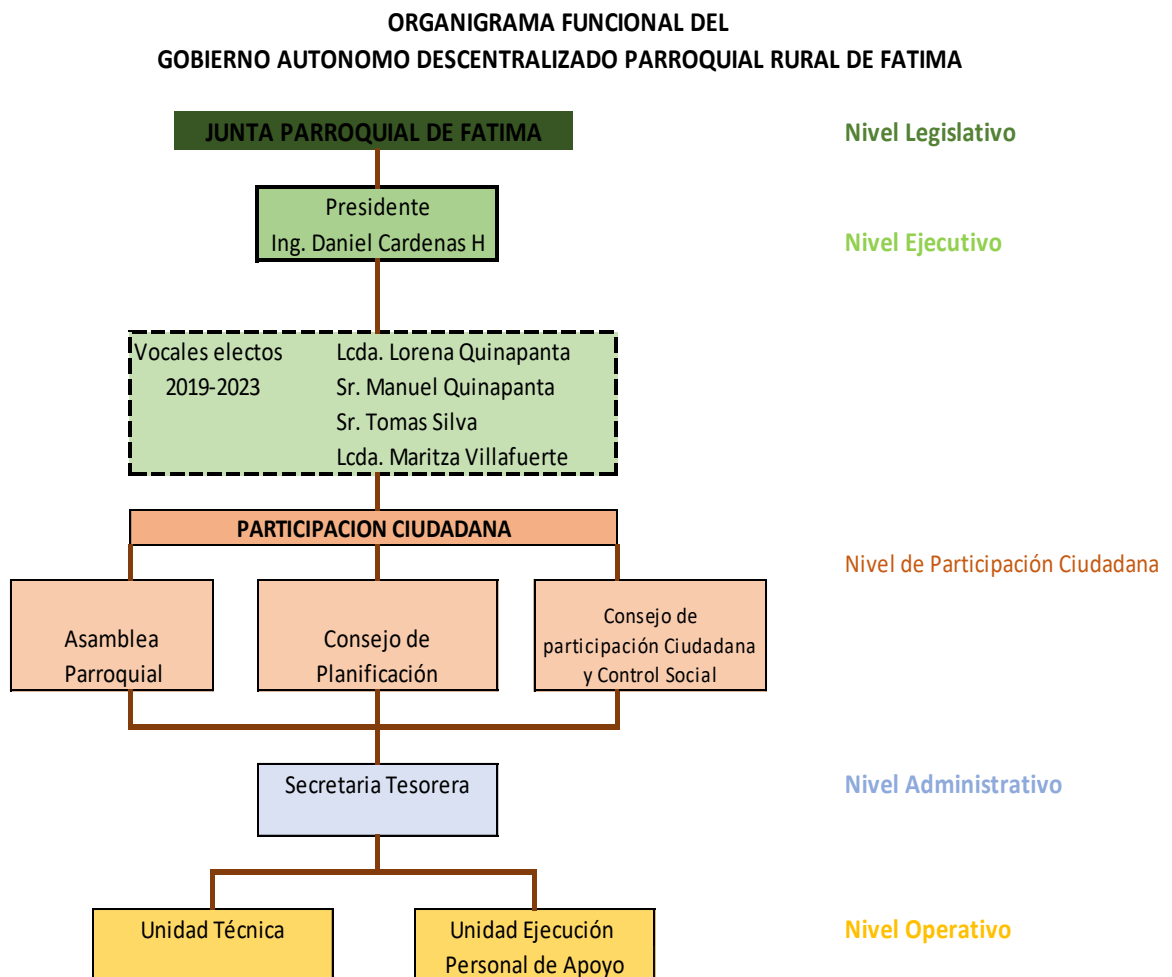 ORGANIGRAMA FUNCIONAL DEL
GOBIERNO AUTONOMO DESCENTRALIZADO PARROQUIAL RURAL DE FATIMA
JUNTA PARROQUIAL DE FATIMA
Nivel Legislativo
Presidente
Ing. Daniel Cardenas H
Nivel Ejecutivo
Vocales electos
2019-2023
Lcda. Lorena Quinapanta
Sr. Manuel Quinapanta
Sr. Tomas Silva
Lcda. Maritza Villafuerte
PARTICIPACION CIUDADANA
Nivel de Participación Ciudadana
Asamblea
Parroquial
Consejo de
Planificación
Consejo de
participación Ciudadana
y Control Social
Secretaria Tesorera
Nivel Administrativo
Unidad Técnica
Unidad Ejecución
Personal de Apoyo
Nivel Operativo